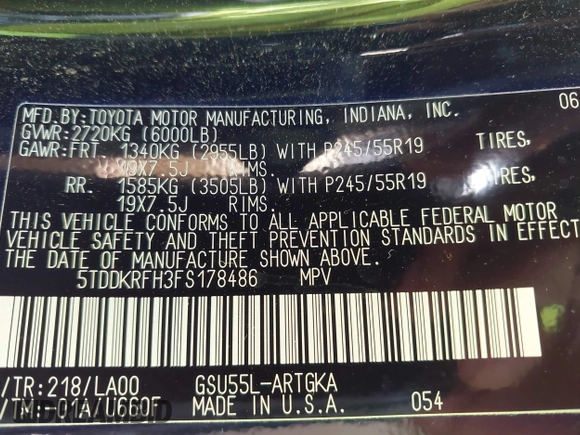 MFD.BY:TOYOTA MOTOR MANUFACTURING, INDIANA, INC. 06
GVWR:2720KG (6000LB)
GAWR:FRT 1340KG (2955LB) WITH P245/55R19 TIRES,
19X7.5J RIMS.
RR. 1585KG (3505LB) WITH P245/55R19 TIRES,
19X7.5J RIMS.
THIS VEHICLE CONFORMS TO ALL APPLICABLE FEDERAL MOTOR
VEHICLE SAFETY AND THEFT PREVENTION STANDARDS IN EFFECT
THE DATE OF MANUFACTURE SHOWN ABOVE.
5TDDKRFH3FS178486 MPV
/TR:218/LA00 GSU55L-ARTGKA
-01A/U660F MADE IN U.S.A. 054